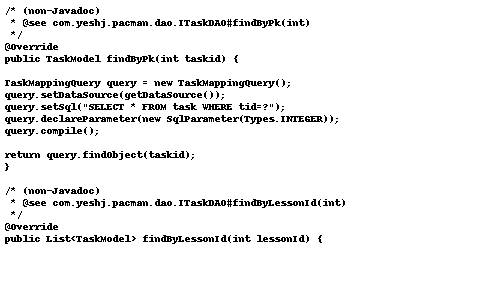 /* (non-Javadoc)
 * @see com.yeshj.pacman.dao.ITaskDAO#findByPk(int)
 */
@Override
public TaskModel findByPk(int taskid) {

TaskMappingQuery query = new TaskMappingQuery();
query.setDataSource(getDataSource());
query.setSql("SELECT * FROM task WHERE tid=?");
query.declareParameter(new SqlParameter(Types.INTEGER));
query.compile();

return query.findObject(taskid);
}

/* (non-Javadoc)
 * @see com.yeshj.pacman.dao.ITaskDAO#findByLessonId(int)
 */
@Override
public List<TaskModel> findByLessonId(int lessonId) {